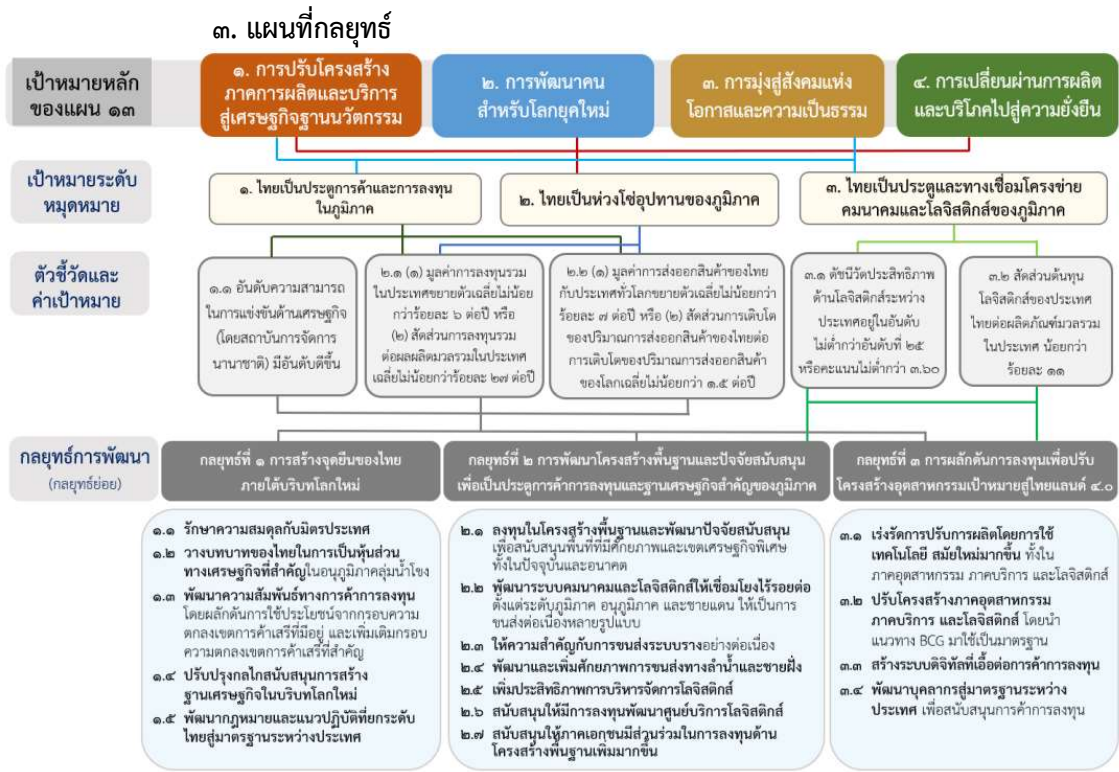 ๓. แผนที่กลยุทธ์
เป้าหมายหลัก
ของแผน ๑๓
๑. การปรับโครงสร้าง
ภาคการผลิตและบริการ
สู่เศรษฐกิจฐานนวัตกรรม
๒. การพัฒนาคน
สำหรับโลกยุคใหม่
๓. การมุ่งสู่สังคมแห่ง
โอกาสและความเป็นธรรม
๔. การเปลี่ยนผ่านการผลิต
และบริโภคไปสู่ความยั่งยืน
เป้าหมายระดับ
หมุดหมาย
๑. ไทยเป็นประตูการค้าและการลงทุน
ในภูมิภาค
๒. ไทยเป็นห่วงโซ่อุปทานของภูมิภาค
๓. ไทยเป็นประตูและทางเชื่อมโครงข่าย
คมนาคมและโลจิสติกส์ของภูมิภาค
ตัวชี้วัดและ
ค่าเป้าหมาย
๑.๑ อันดับความสามารถ
ในการแข่งขันด้านเศรษฐกิจ
(โดยสถาบันการจัดการ
นานาชาติ) มีอันดับดีขึ้น
๒.๑ (๑) มูลค่าการลงทุนรวม
ในประเทศขยายตัวเฉลี่ยไม่น้อย
กว่าร้อยละ ๖ ต่อปี หรือ
(๒) สัดส่วนการลงทุนรวม
ต่อผลผลิตมวลรวมในประเทศ
เฉลี่ยไม่น้อยกว่าร้อยละ ๒๗ ต่อปี
๒.๒ (๑) มูลค่าการส่งออกสินค้าของไทย
กับประเทศทั่วโลกขยายตัวเฉลี่ยไม่น้อยกว่า
ร้อยละ ๗ ต่อปี หรือ (๒) สัดส่วนการเติบโต
ของปริมาณการส่งออกสินค้าของไทยต่อ
การเติบโตของปริมาณการส่งออกสินค้า
ของโลกเฉลี่ยไม่น้อยกว่า ๑.๕ ต่อปี
๓.๑ ดัชนีวัดประสิทธิภาพ
ด้านโลจิสติกส์ระหว่าง
ประเทศอยู่ในอันดับ
ไม่ต่ำกว่าอันดับที่ ๒๕
หรือคะแนนไม่ต่ำกว่า ๓.๖๐
๓.๒ สัดส่วนต้นทุน
โลจิสติกส์ของประเทศ
ไทยต่อผลิตภัณฑ์มวลรวม
ในประเทศ น้อยกว่า
ร้อยละ ๑๑
กลยุทธ์การพัฒนา
(กลยุทธ์ย่อย)
กลยุทธ์ที่ ๑ การสร้างจุดยืนของไทย
ภายใต้บริบทโลกใหม่
กลยุทธ์ที่ ๒ การพัฒนาโครงสร้างพื้นฐานและปัจจัยสนับสนุน
เพื่อเป็นประตูการค้าการลงทุนและฐานเศรษฐกิจสำคัญของภูมิภาค
กลยุทธ์ที่ ๓ การผลักดันการลงทุนเพื่อปรับ
โครงสร้างอุตสาหกรรมเป้าหมายสู่ไทยแลนด์ ๔.๐
๑.๑ รักษาความสมดุลกับมิตรประเทศ
๑.๒ วางบทบาทของไทยในการเป็นหุ้นส่วน
ทางเศรษฐกิจที่สำคัญในอนุภูมิภาคลุ่มน้ำโขง
๑.๓ พัฒนาความสัมพันธ์ทางการค้าการลงทุน
โดยผลักดันการใช้ประโยชน์จากกรอบความ
ตกลงเขตการค้าเสรีที่มีอยู่ และเพิ่มเติมกรอบ
ความตกลงเขตการค้าเสรีที่สำคัญ
๑.๔ ปรับปรุงกลไกสนับสนุนการสร้าง
ฐานเศรษฐกิจในบริบทโลกใหม่
๑.๕ พัฒนากฎหมายและแนวปฏิบัติที่ยกระดับ
ไทยสู่มาตรฐานระหว่างประเทศ
๒.๑ ลงทุนในโครงสร้างพื้นฐานและพัฒนาปัจจัยสนับสนุน
เพื่อสนับสนุนพื้นที่ที่มีศักยภาพและเขตเศรษฐกิจพิเศษ
ทั้งในปัจจุบันและอนาคต
๒.๒ พัฒนาระบบคมนาคมและโลจิสติกส์ให้เชื่อมโยงไร้รอยต่อ
ตั้งแต่ระดับภูมิภาค อนุภูมิภาค และชายแดน ให้เป็นการ
ขนส่งต่อเนื่องหลายรูปแบบ
๒.๓ ให้ความสำคัญกับการขนส่งระบบรางอย่างต่อเนื่อง
๒.๔ พัฒนาและเพิ่มศักยภาพการขนส่งทางลำน้ำและชายฝั่ง
๒.๕ เพิ่มประสิทธิภาพการบริหารจัดการโลจิสติกส์
๒.๖ สนับสนุนให้มีการลงทุนพัฒนาศูนย์บริการโลจิสติกส์
๒.๗ สนับสนุนให้ภาคเอกชนมีส่วนร่วมในการลงทุนด้าน
โครงสร้างพื้นฐานเพิ่มมากขึ้น
๓.๑ เร่งรัดการปรับการผลิตโดยการใช้
เทคโนโลยี สมัยใหม่มากขึ้น ทั้งใน
ภาคอุตสาหกรรม ภาคบริการ และโลจิสติกส์
๓.๒ ปรับโครงสร้างภาคอุตสาหกรรม
ภาคบริการ และโลจิสติกส์ โดยนำ
แนวทาง BCG มาใช้เป็นมาตรฐาน
๓.๓ สร้างระบบดิจิทัลที่เอื้อต่อการค้าการลงทุน
๓.๔ พัฒนาบุคลากรสู่มาตรฐานระหว่าง
ประเทศ เพื่อสนับสนุนการค้าการลงทุน